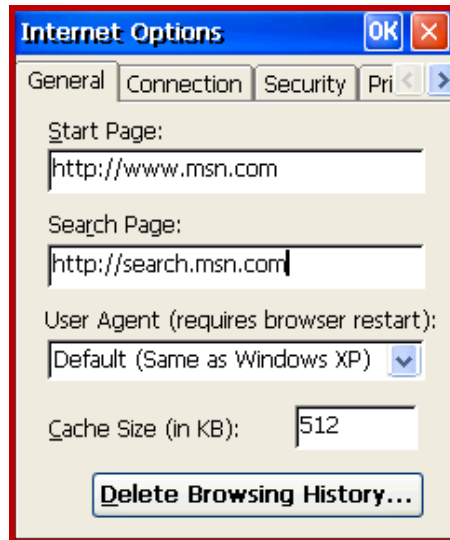 Internet Options OK
General Connection Security Pri
Start Page:
http://www.msn.com
Search Page:
http://search.msn.com
User Agent (requires browser restart):
Default (Same as Windows XP)
Cache Size (in KB): 512
Delete Browsing History...